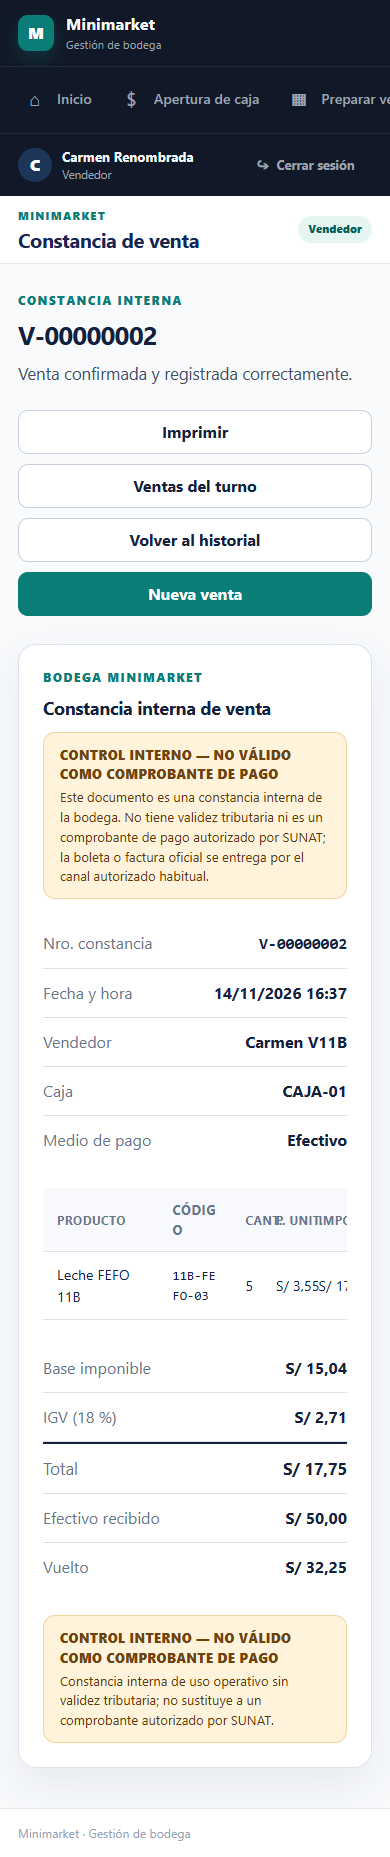 M Minimarket
Gestión de bodega
Inicio $ Apertura de caja Preparar ve
C Carmen Renombrada
Vendedor
Cerrar sesión
MINIMARKET
Constancia de venta
Vendedor
CONSTANCIA INTERNA
V-00000002
Venta confirmada y registrada correctamente.
Imprimir
Ventas del turno
Volver al historial
Nueva venta
BODEGA MINIMARKET
Constancia interna de venta
CONTROL INTERNO — NO VÁLIDO
COMO COMPROBANTE DE PAGO
Este documento es una constancia interna de
la bodega. No tiene validez tributaria ni es un
comprobante de pago autorizado por SUNAT;
la boleta o factura oficial se entrega por el
canal autorizado habitual.
Nro. constancia V-00000002
Fecha y hora 14/11/2026 16:37
Vendedor Carmen V11B
Caja CAJA-01
Medio de pago Efectivo
PRODUCTO CÓDIG
O CANT. P. UNIT. IMPO
Leche FEFO
11B
11B-FE
FO-03
5 S/ 3,55 S/ 17
Base imponible S/ 15,04
IGV (18 %) S/ 2,71
Total S/ 17,75
Efectivo recibido S/ 50,00
Vuelto S/ 32,25
CONTROL INTERNO — NO VÁLIDO
COMO COMPROBANTE DE PAGO
Constancia interna de uso operativo sin
validez tributaria; no sustituye a un
comprobante autorizado por SUNAT.
Minimarket · Gestión de bodega